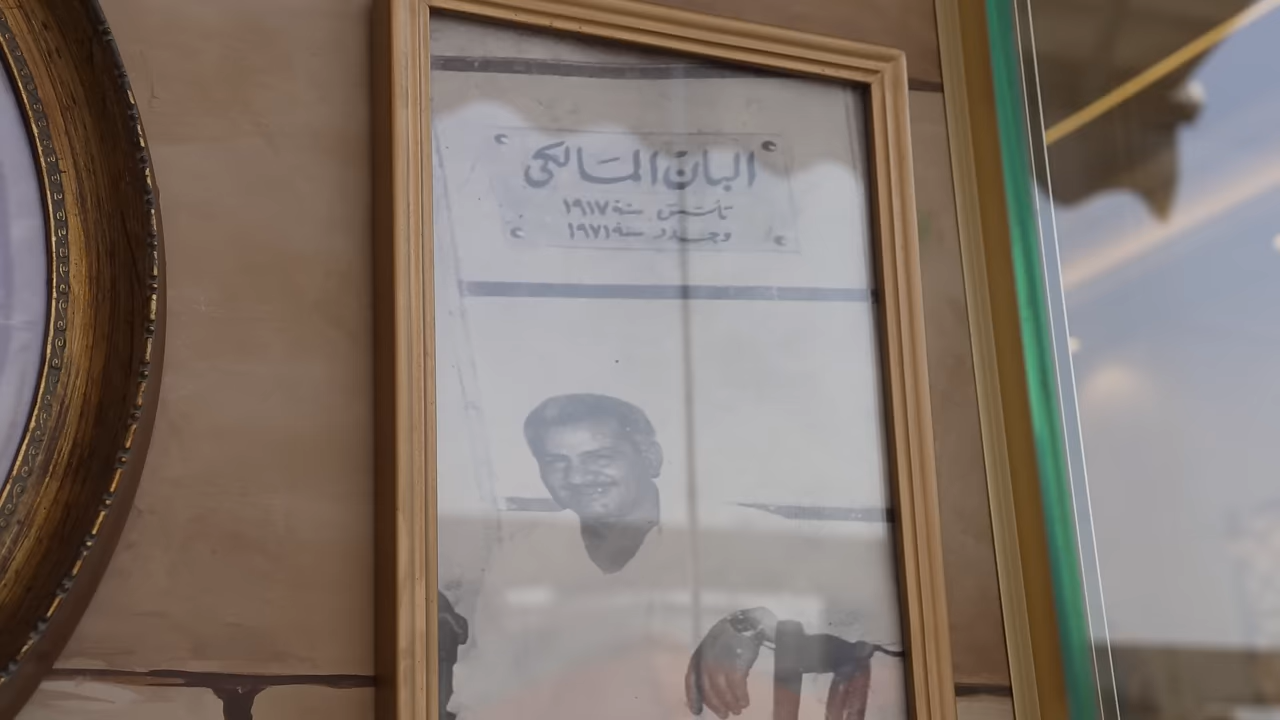 البان المالكى
تأسس سنة ١٩١٧
وجدد سنة ١٩٧١